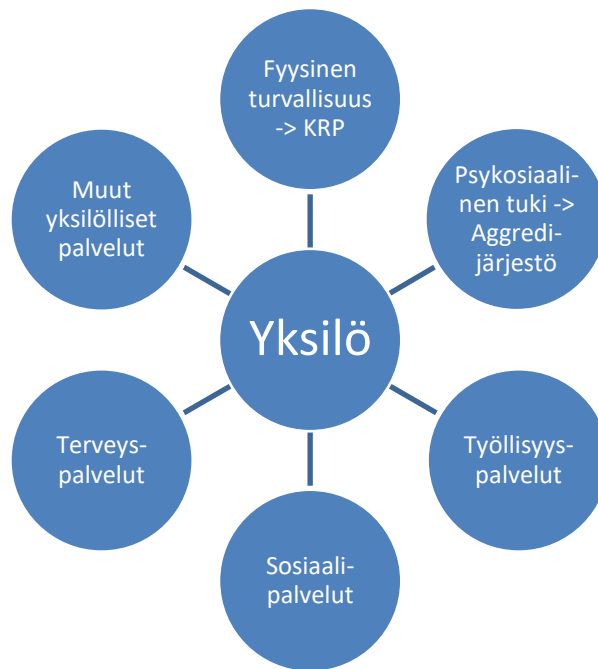 Fyysinen
turvallisuus
-> KRP
Psykosiaali-
nen tuki ->
Aggredi-
järjestö
Muut
yksilölliset
palvelut
Yksilö
Terveys-
palvelut
Työllisyys-
palvelut
Sosiaali-
palvelut